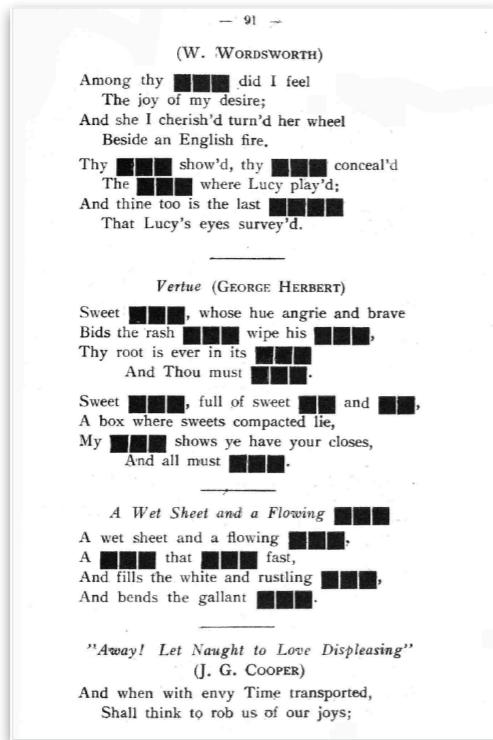 — 91 —
(W. WORDSWORTH)
Among thy did I feel
The joy of my desire;
And she I cherish'd turn'd her wheel
Beside an English fire.
Thy show'd, thy conceal'd
The where Lucy play'd;
And thine too is the last
That Lucy's eyes survey'd.
Vertue (GEORGE HERBERT)
Sweet , whose hue angrie and brave
Bids the rash wipe his ,
Thy root is ever in its
And Thou must .
Sweet , full of sweet and ,
A box where sweets compacted lie,
My shows ye have your closes,
And all must .
A Wet Sheet and a Flowing
A wet sheet and a flowing ,
A that fast,
And fills the white and rustling ,
And bends the gallant .
"Away! Let Naught to Love Displeasing"
(J. G. COOPER)
And when with envy Time transported,
Shall think to rob us of our joys;